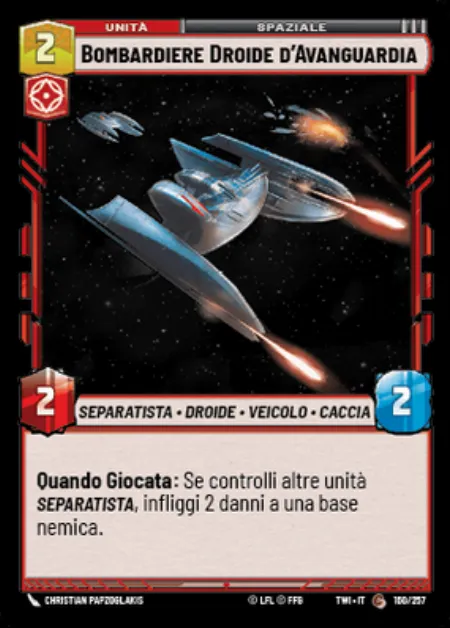 UNITÀ
SPAZIALE
2
BOMBARDIERE DROIDE D'AVANGUARDIA
2
SEPARATISTA • DROIDE • VEICOLO • CACCIA
2
Quando Giocata: Se controlli altre unità
SEPARATISTA, infliggi 2 danni a una base
nemica.
CHRISTIAN PAPZOGLAKIS
© LFL © FFG
TWI • IT
C
160/257